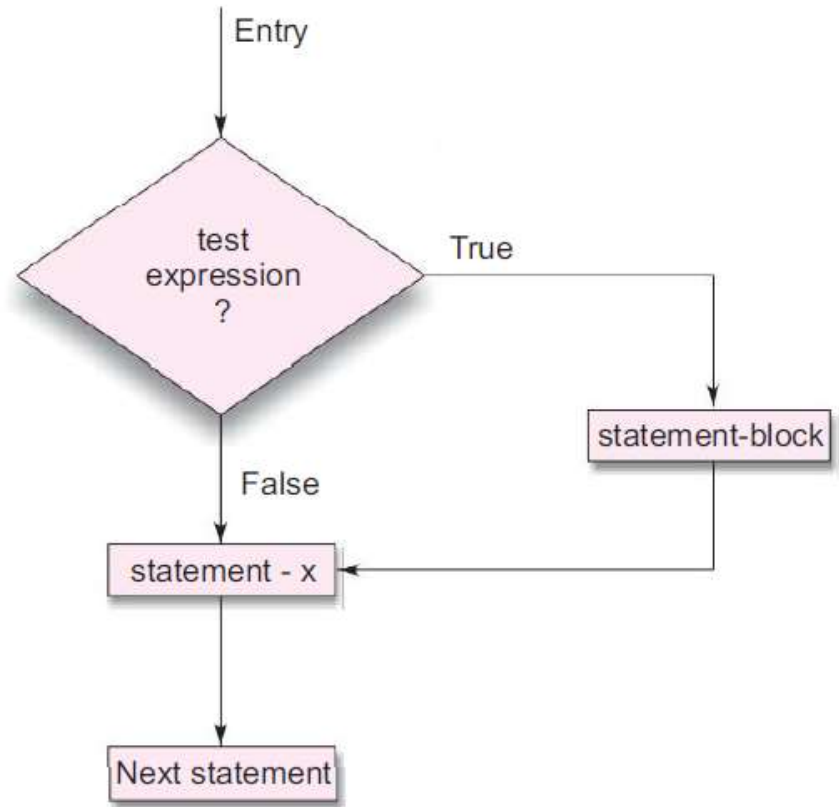 Entry
test
expression
?
True
statement-block
False
statement - x
Next statement